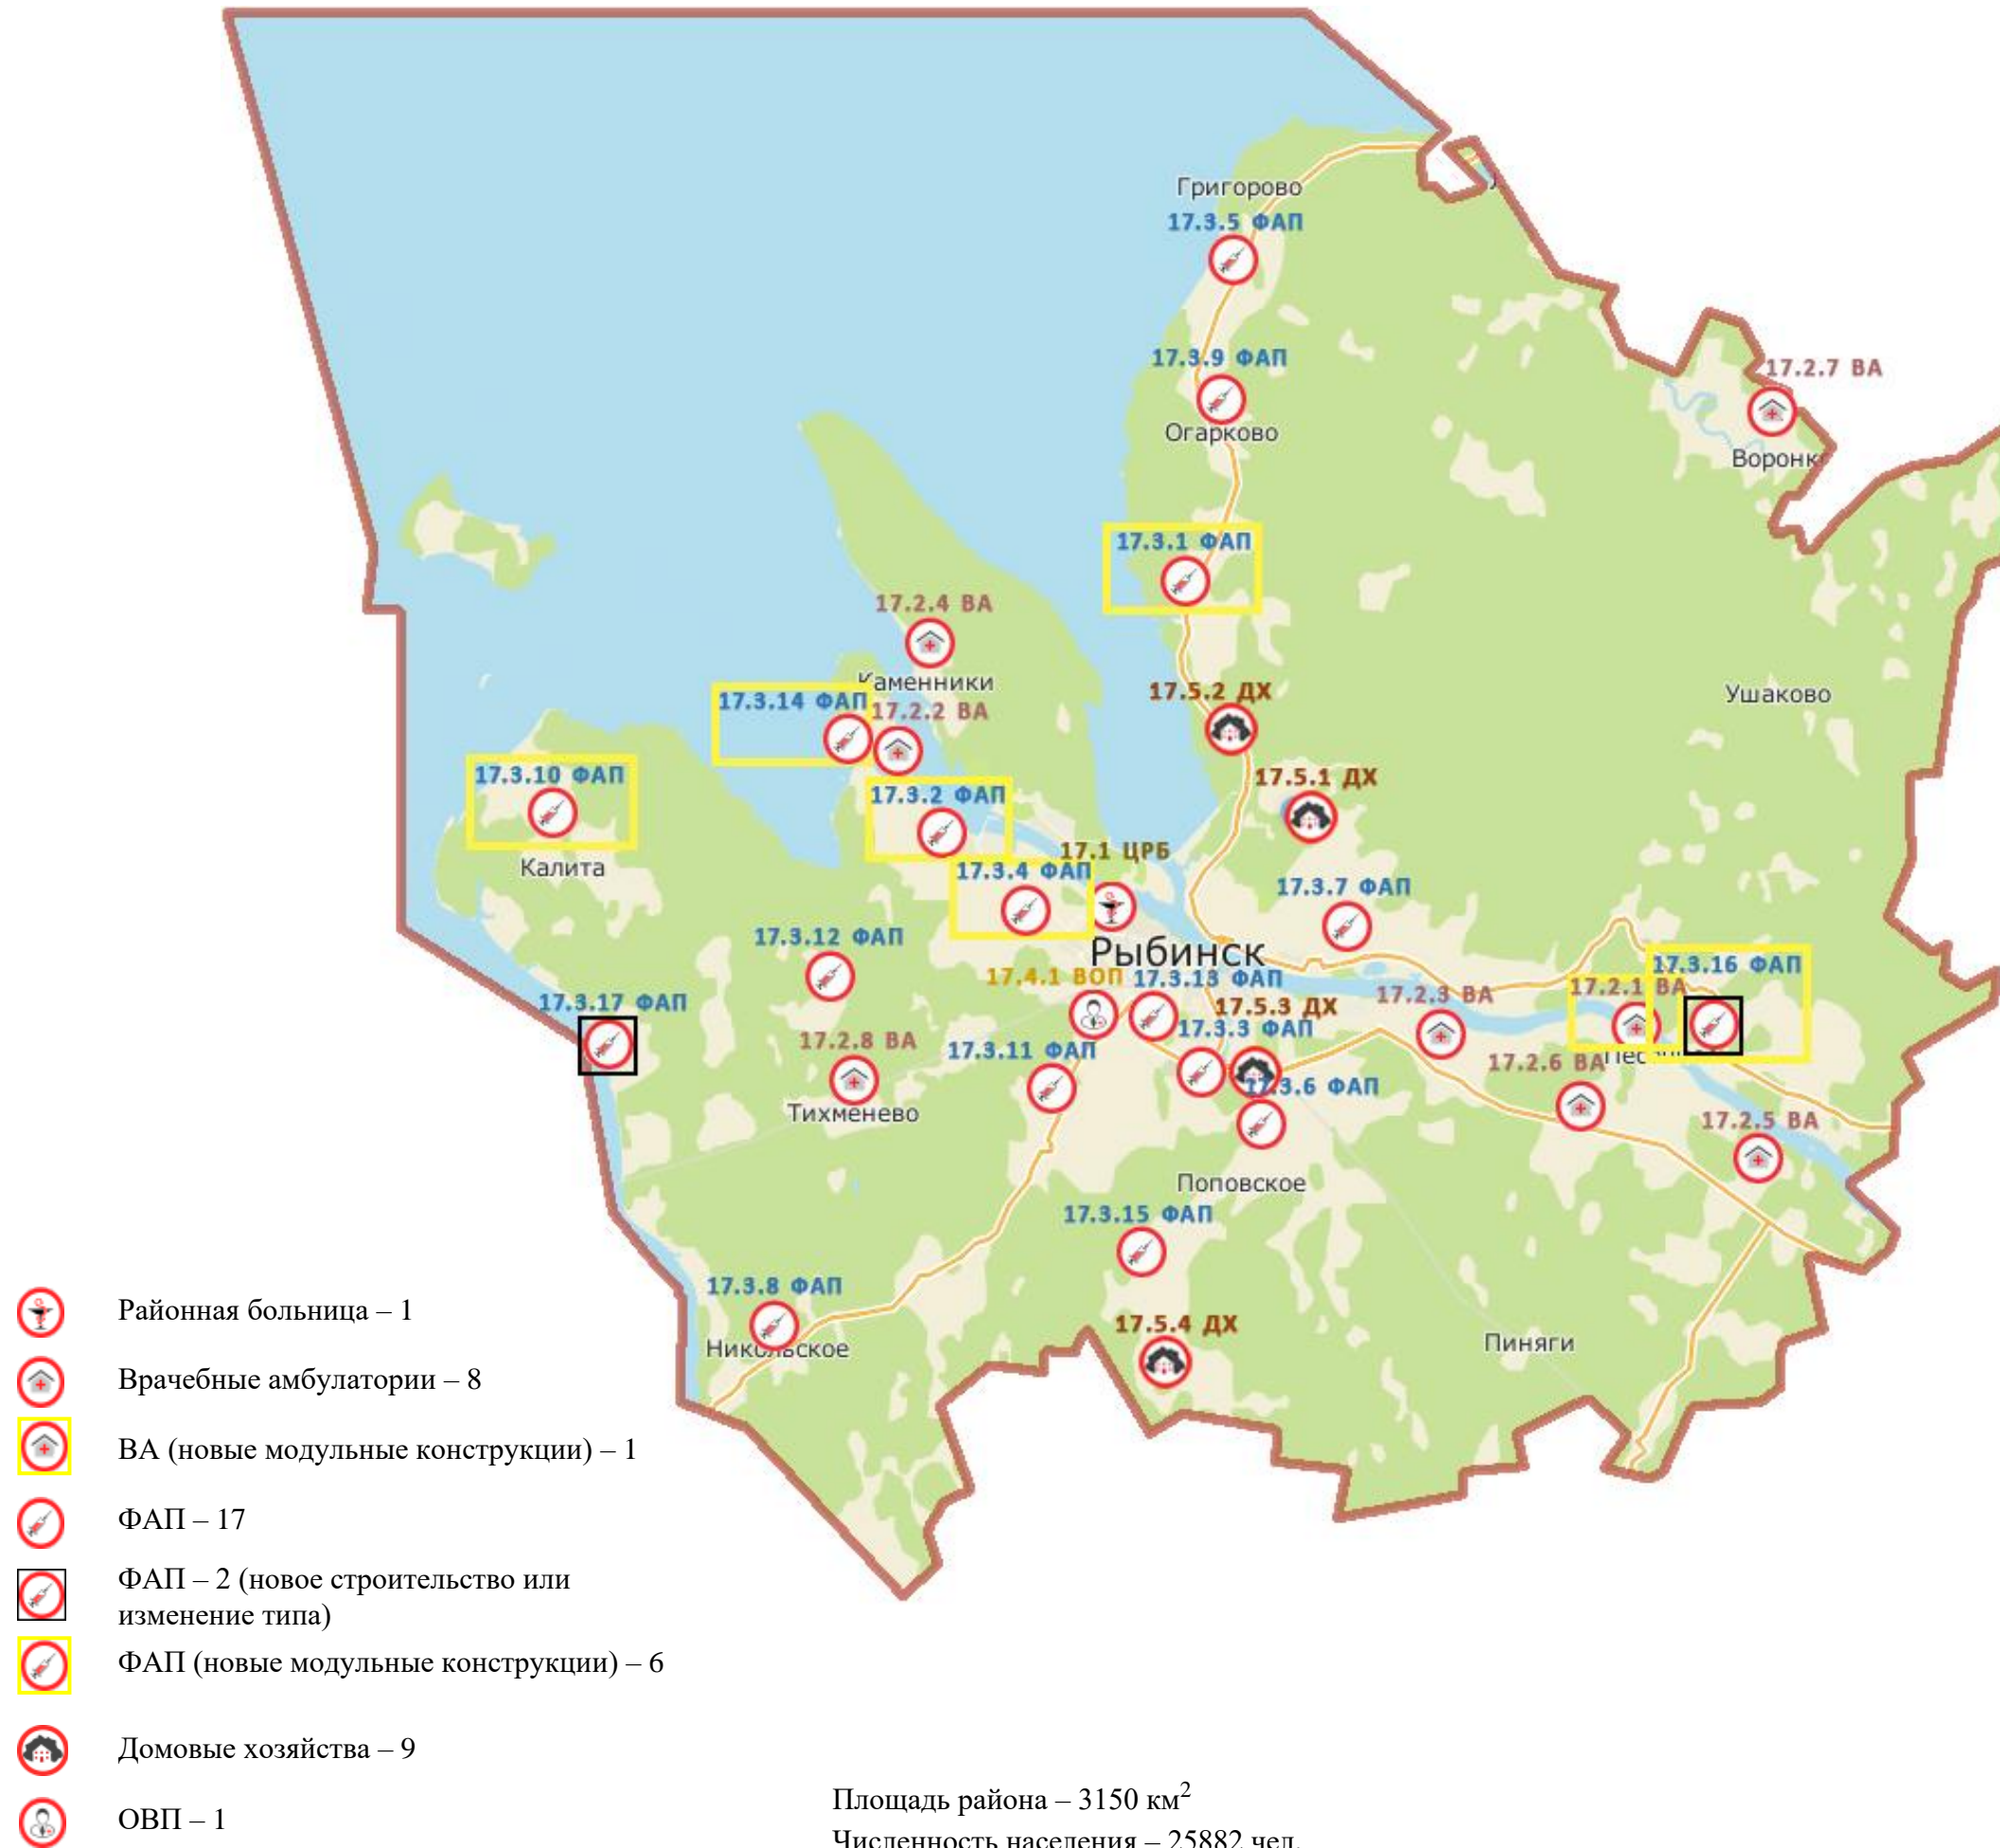 Григорово
17.3.5 ФАП
17.3.9 ФАП
Огарково
17.2.7 ВА
Воронк
17.3.1 ФАП
17.2.4 ВА
Каменники
17.3.14 ФАП
17.2.2 ВА
17.5.2 ДХ
Ушаково
17.3.10 ФАП
Калита
17.3.2 ФАП
17.5.1 ДХ
17.1 ЦРБ
17.3.4 ФАП
17.3.7 ФАП
17.3.12 ФАП
Рыбинск
17.4.1 ВОП
17.3.13 ФАП
17.3.16 ФАП
17.2.1 ВА
17.2.3 ВА
17.3.17 ФАП
17.5.3 ДХ
17.3.3 ФАП
17.2.8 ВА
17.3.11 ФАП
17.2.6 ВА
17.3.6 ФАП
Тихменево
17.2.5 ВА
Поповское
17.3.15 ФАП
17.3.8 ФАП
Никольское
17.5.4 ДХ
Пиняги
Районная больница – 1
Врачебные амбулатории – 8
ВА (новые модульные конструкции) – 1
ФАП – 17
ФАП – 2 (новое строительство или
изменение типа)
ФАП (новые модульные конструкции) – 6
Домовые хозяйства – 9
ОВП – 1
Площадь района – 3150 км²
Численность населения – 25882 чел.